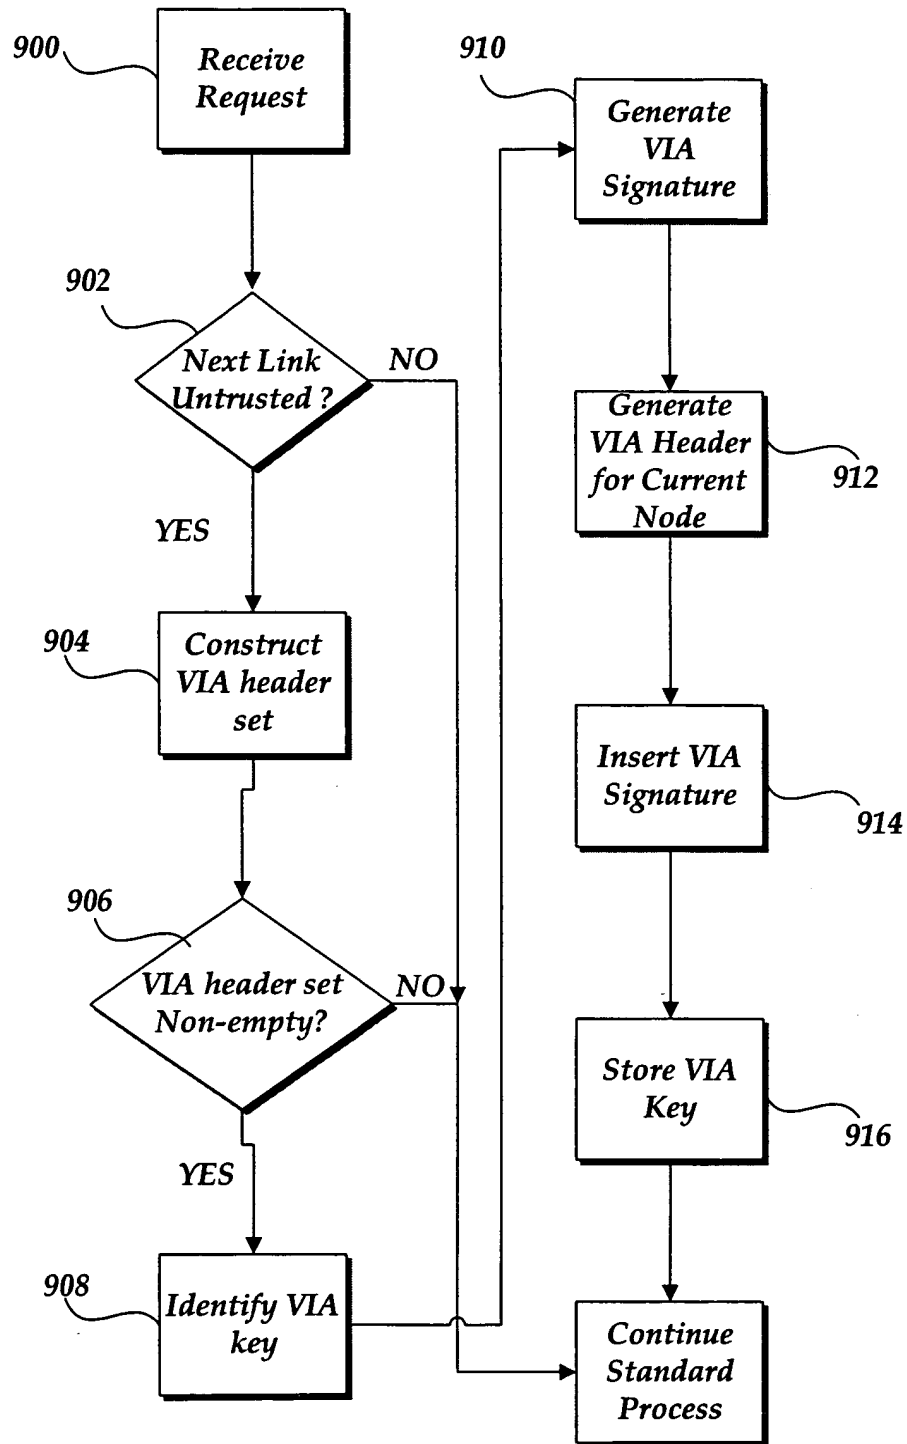 900
Receive
Request
902
Next Link
Untrusted ?
NO
YES
904
Construct
VIA header
set
906
VIA header set
Non-empty?
NO
YES
908
Identify VIA
key
910
Generate
VIA
Signature
Generate
VIA Header
for Current
Node
912
Insert VIA
Signature
914
Store VIA
Key
916
Continue
Standard
Process